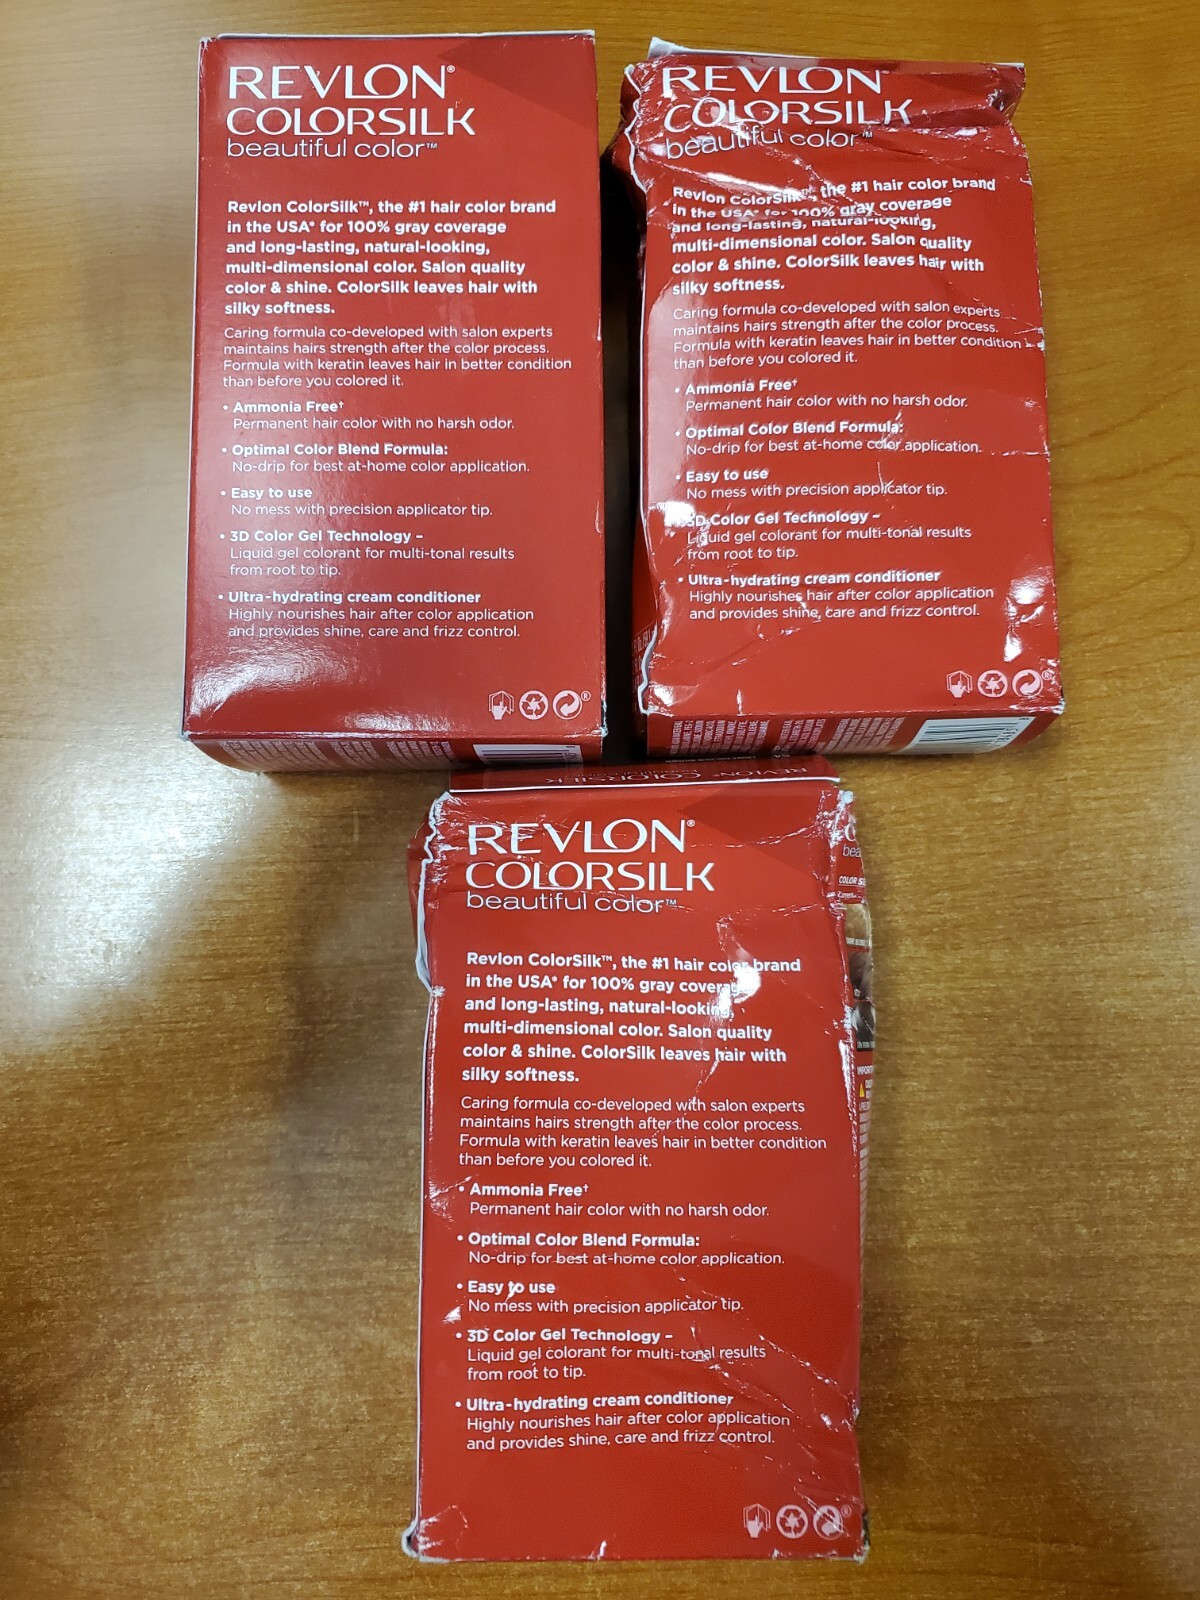 REVLON®
COLORSILK
beautiful color™
Revlon ColorSilk™, the #1 hair color brand
in the USA* for 100% gray coverage
and long-lasting, natural-looking,
multi-dimensional color. Salon quality
color & shine. ColorSilk leaves hair with
silky softness.
Caring formula co-developed with salon experts
maintains hairs strength after the color process.
Formula with keratin leaves hair in better condition
than before you colored it.
• Ammonia Free†
Permanent hair color with no harsh odor.
• Optimal Color Blend Formula:
No-drip for best at-home color application.
• Easy to use
No mess with precision applicator tip.
• 3D Color Gel Technology –
Liquid gel colorant for multi-tonal results
from root to tip.
• Ultra-hydrating cream conditioner
Highly nourishes hair after color application
and provides shine, care and frizz control.
®
REVLON
COLORSILK
beautiful color™
Revlon ColorSilk™, the #1 hair color brand
in the USA* for 100% gray coverage
and long-lasting, natural-looking,
multi-dimensional color. Salon quality
color & shine. ColorSilk leaves hair with
silky softness.
Caring formula co-developed with salon experts
maintains hairs strength after the color process.
Formula with keratin leaves hair in better condition
than before you colored it.
• Ammonia Free†
Permanent hair color with no harsh odor.
• Optimal Color Blend Formula:
No-drip for best at-home color application.
• Easy to use
No mess with precision applicator tip.
3D Color Gel Technology –
Liquid gel colorant for multi-tonal results
from root to tip.
• Ultra-hydrating cream conditioner
Highly nourishes hair after color application
and provides shine, care and frizz control.
®
REVLON COLORSILK
REVLON®
COLORSILK
beautiful color™
Revlon ColorSilk™, the #1 hair color brand
in the USA* for 100% gray coverage
and long-lasting, natural-looking,
multi-dimensional color. Salon quality
color & shine. ColorSilk leaves hair with
silky softness.
Caring formula co-developed with salon experts
maintains hairs strength after the color process.
Formula with keratin leaves hair in better condition
than before you colored it.
• Ammonia Free†
Permanent hair color with no harsh odor.
• Optimal Color Blend Formula:
No-drip for best at-home color application.
• Easy to use
No mess with precision applicator tip.
• 3D Color Gel Technology –
Liquid gel colorant for multi-tonal results
from root to tip.
• Ultra-hydrating cream conditioner
Highly nourishes hair after color application
and provides shine, care and frizz control.
®
bea
COLOR